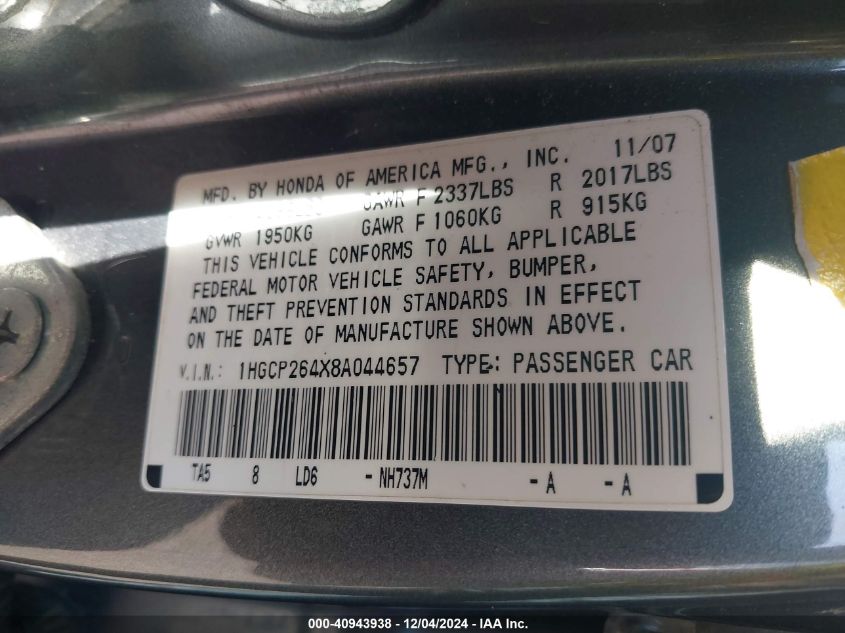 MFD. BY HONDA OF AMERICA MFG., INC. 11/07
GAWR F 2337LBS R 2017LBS
GVWR 1950KG GAWR F 1060KG R 915KG
THIS VEHICLE CONFORMS TO ALL APPLICABLE
FEDERAL MOTOR VEHICLE SAFETY, BUMPER,
AND THEFT PREVENTION STANDARDS IN EFFECT
ON THE DATE OF MANUFACTURE SHOWN ABOVE.
V.I.N.: 1HGCP264X8A044657 TYPE: PASSENGER CAR
TA5 8 LD6 - NH737M - A - A
000-40943938 - 12/04/2024 - IAA Inc.